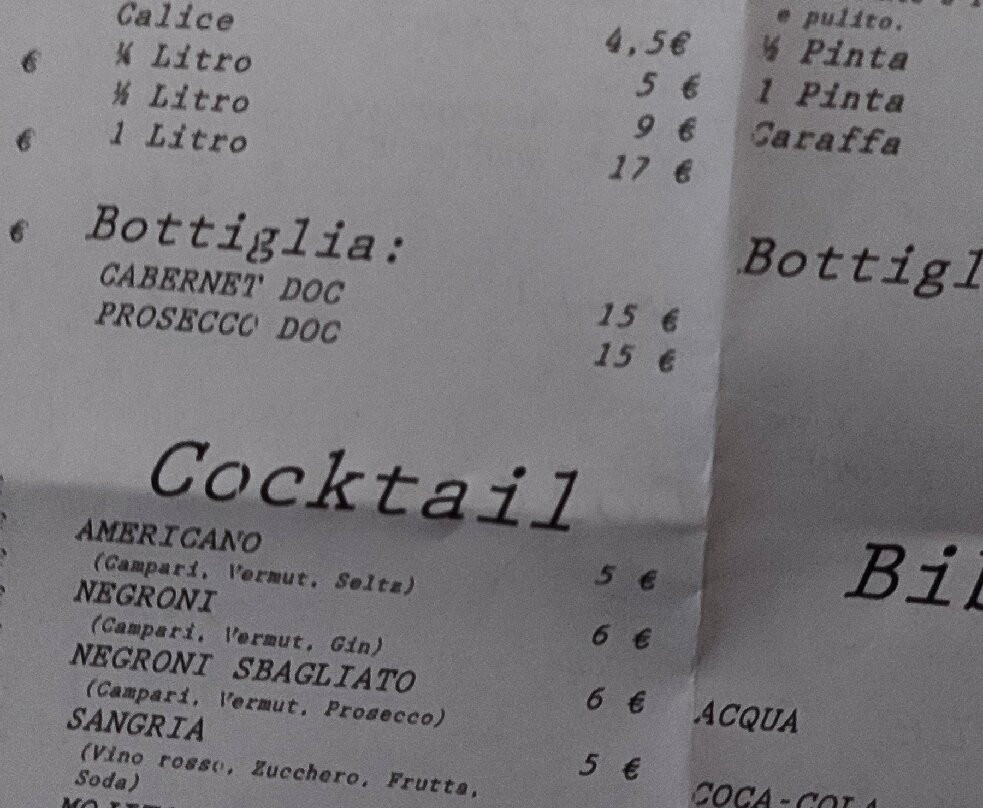 Calice 4,5€
¼ Litro 5 €
½ Litro 9 €
1 Litro 17 €
Bottiglia:
CABERNET DOC 15 €
PROSECCO DOC 15 €
Cocktail
AMERICANO
(Campari, Vermut, Seltz) 5 €
NEGRONI
(Campari, Vermut, Gin) 6 €
NEGRONI SBAGLIATO
(Campari, Vermut, Prosecco) 6 €
SANGRIA
(Vino rosso, Zucchero, Frutta, 5 €
Soda)
€
€
€
e pulito.
½ Pinta
1 Pinta
Caraffa
Bottigl
Bi
ACQUA
COCA-COLA